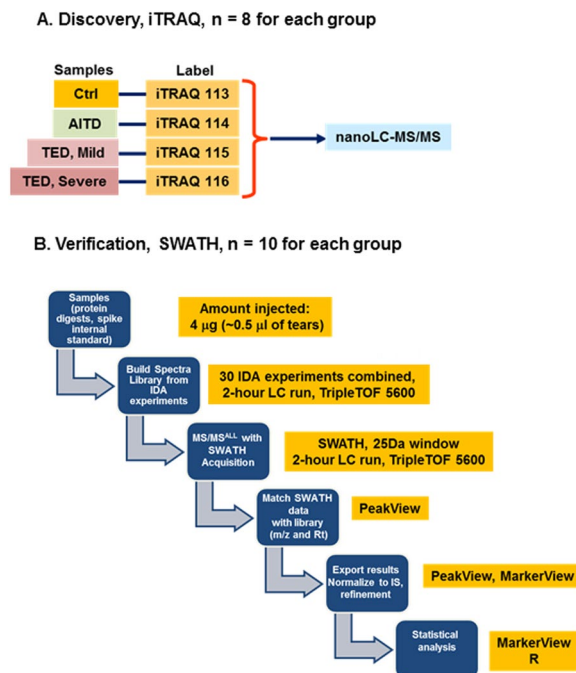 A. Discovery, iTRAQ, n = 8 for each group
Samples Label
Ctrl iTRAQ 113
AITD iTRAQ 114
nanoLC-MS/MS
TED, Mild iTRAQ 115
TED, Severe iTRAQ 116
B. Verification, SWATH, n = 10 for each group
Samples
(protein digests, spike
internal
standard)
Amount injected:
4 µg (~0.5 µl of tears)
Build Spectra
Library from
IDA
experiments
30 IDA experiments combined,
2-hour LC run, TripleTOF 5600
MS/MSALL with
SWATH
Acquisition
SWATH, 25Da window
2-hour LC run, TripleTOF 5600
Match SWATH
data
with library
(m/z and Rt)
PeakView
Export results
Normalize to IS,
refinement
PeakView, MarkerView
Statistical
analysis
MarkerView
R